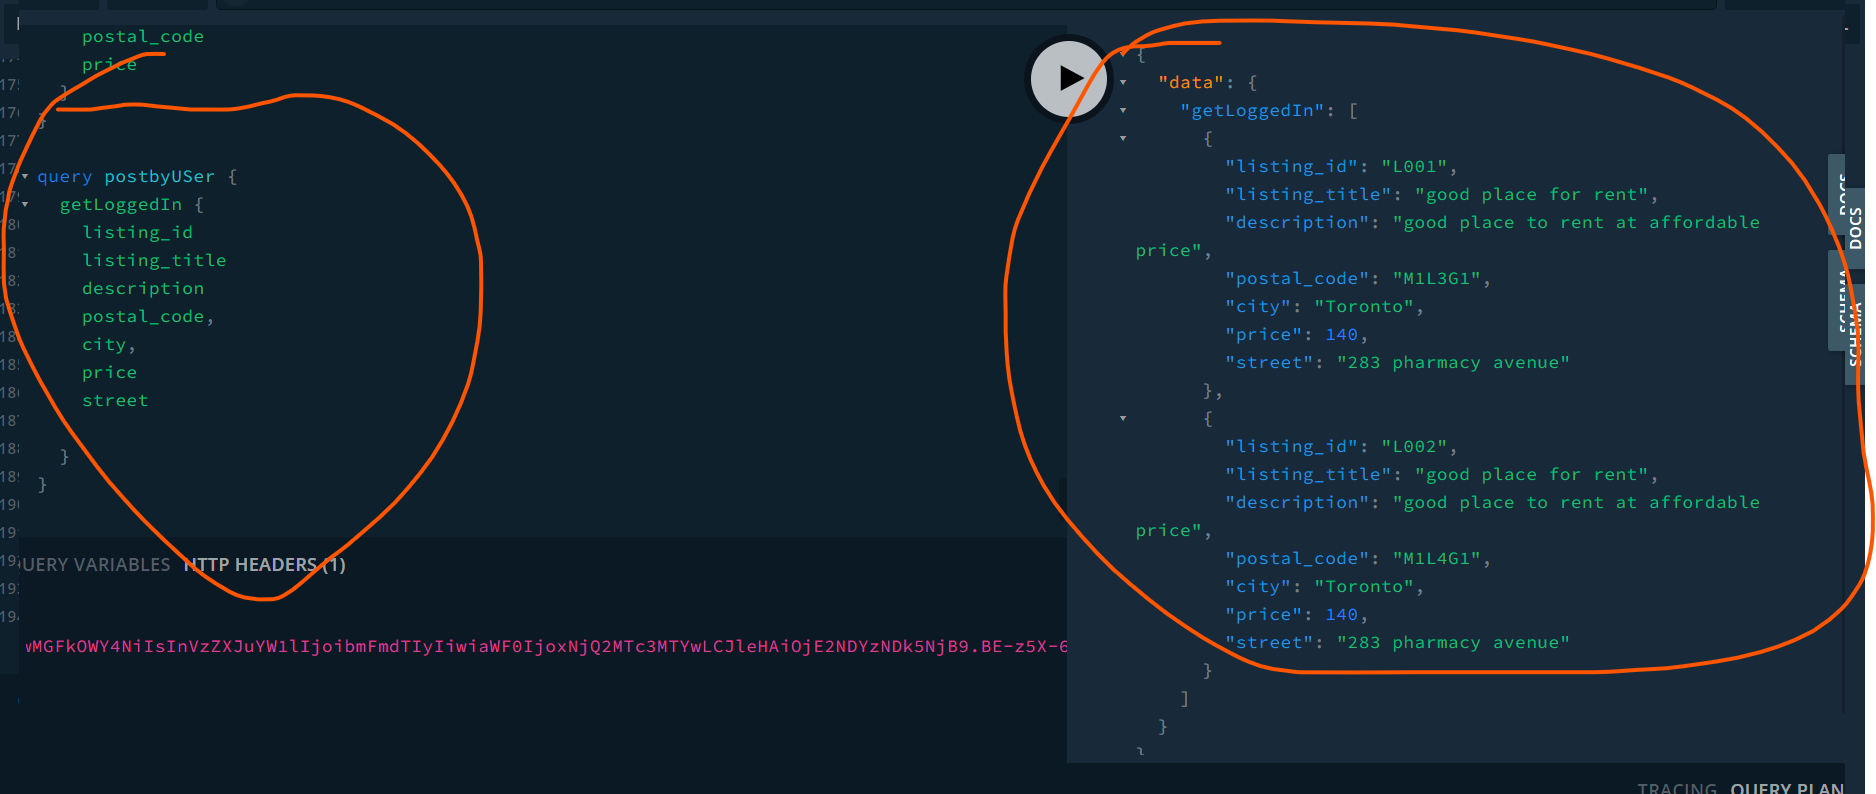 postal_code
price
}
}
query postbyUSer {
getLoggedIn {
listing_id
listing_title
description
postal_code,
city,
price
street
}
}
UERY VARIABLES HTTP HEADERS (1)
wMGFkOWY4NiIsInVzZXJuYW1lIjoibmFmdTIyIiwiaWF0IjoxNjQ2MTc3MTYwLCJleHAiOjE2NDYzNDk5NjB9.BE-z5X-6
{
"data": {
"getLoggedIn": [
{
"listing_id": "L001",
"listing_title": "good place for rent",
"description": "good place to rent at affordable
price",
"postal_code": "M1L3G1",
"city": "Toronto",
"price": 140,
"street": "283 pharmacy avenue"
},
{
"listing_id": "L002",
"listing_title": "good place for rent",
"description": "good place to rent at affordable
price",
"postal_code": "M1L4G1",
"city": "Toronto",
"price": 140,
"street": "283 pharmacy avenue"
}
]
}
}
DOCS
DOCS
SCHEMA
SCHEMA
TRACING QUERY PLAN